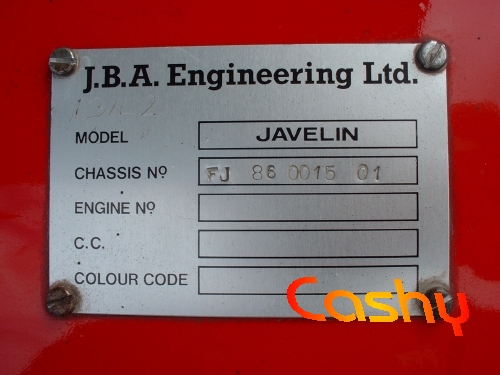 J.B.A. Engineering Ltd.
MODEL JAVELIN
CHASSIS Nº FJ 86 0015 01
ENGINE Nº
C.C.
COLOUR CODE
Cashy